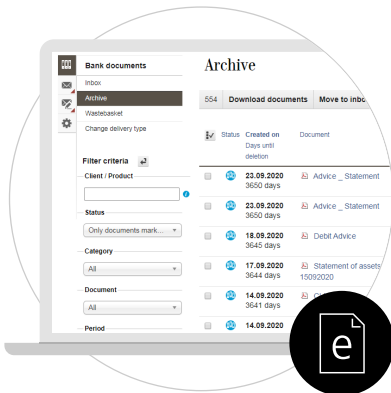 Bank documents
Inbox
Archive
Wastebasket
Change delivery type
Filter criteria
Client / Product
Status
Only documents mark...
Category
All
Document
All
Period
Archive
554 Download documents Move to inbo
Status Created on Document
Days until
deletion
23.09.2020 Advice _ Statement
3650 days
23.09.2020 Advice _ Statement
3650 days
18.09.2020 Debit Advice
3645 days
17.09.2020 Statement of assets
3644 days 15092020
14.09.2020
3641 days
14.09.2020
e